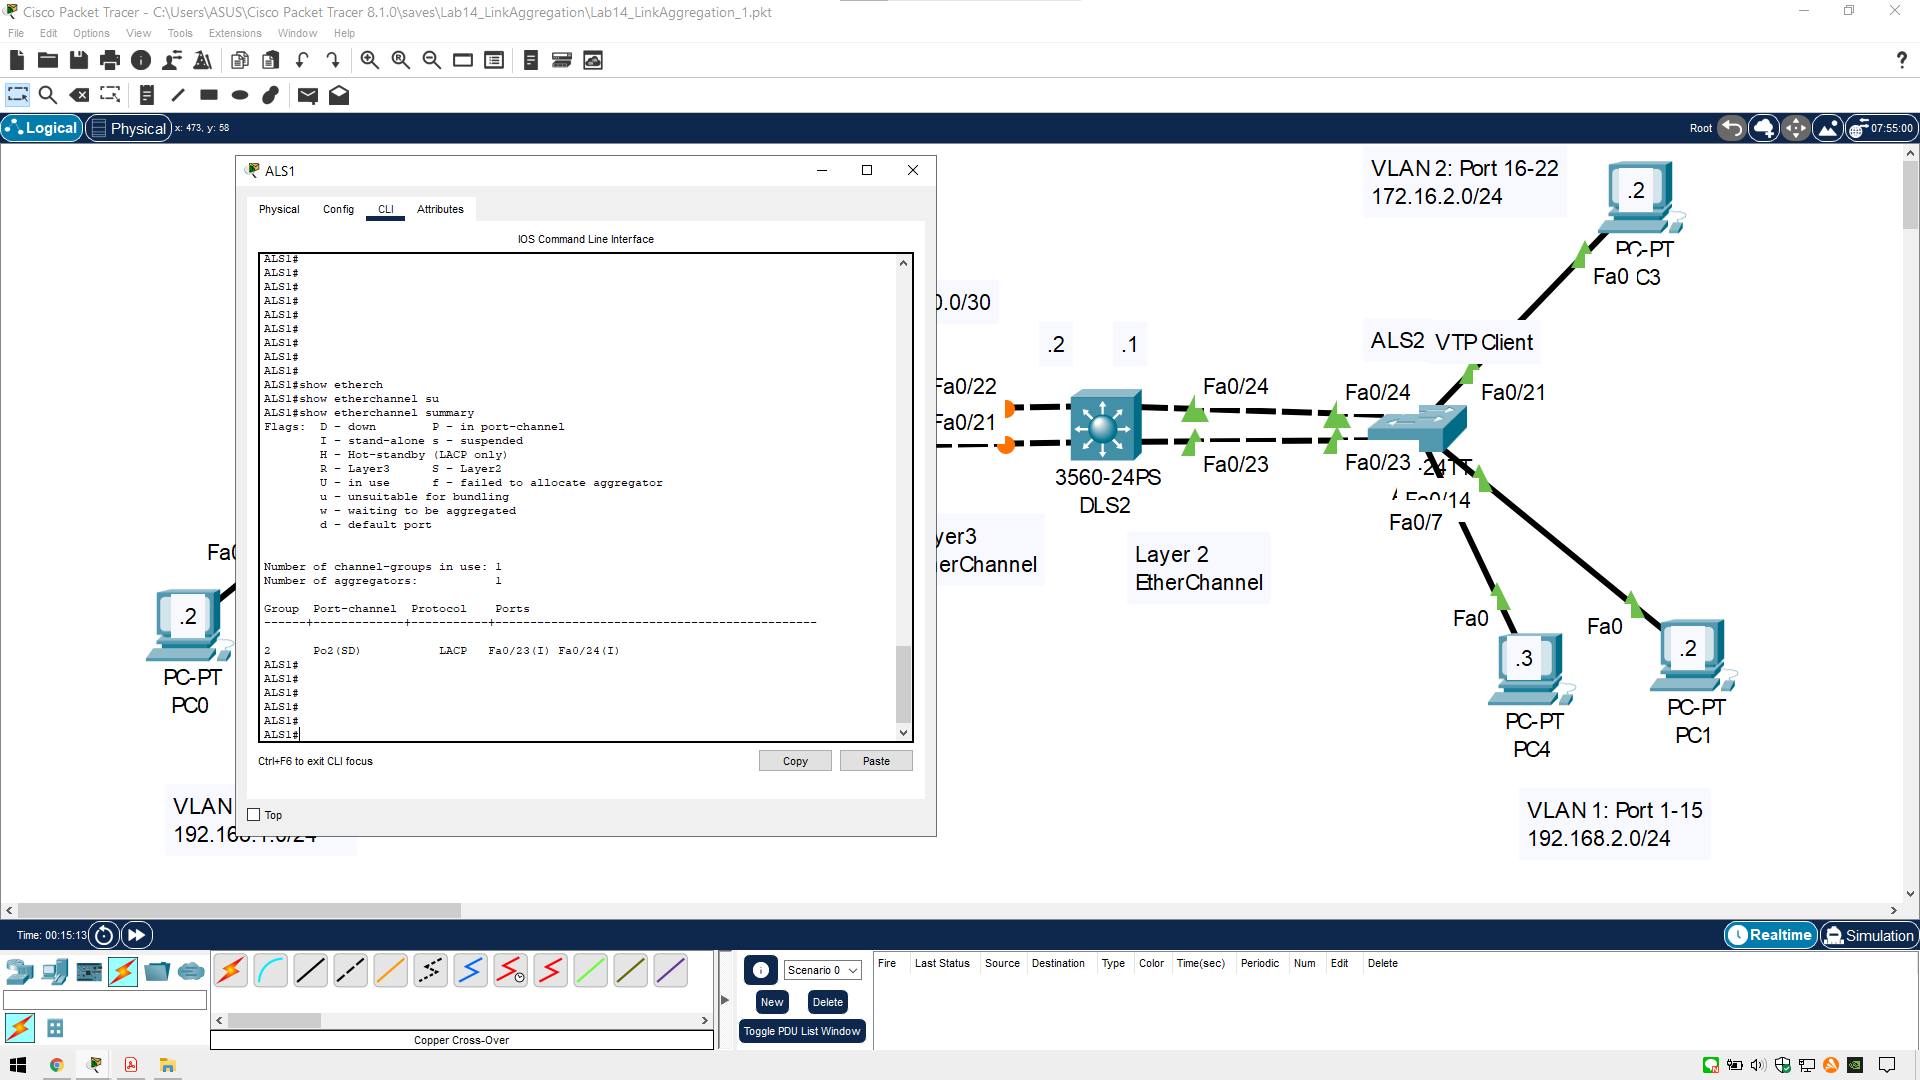 Cisco Packet Tracer - C:\Users\ASUS\Cisco Packet Tracer 8.1.0\saves\Lab14_LinkAggregation\Lab14_LinkAggregation_1.pkt
File Edit Options View Tools Extensions Window Help
?
Logical Physical x: 473, y: 58 Root 07:55:00
ALS1
Physical Config CLI Attributes
IOS Command Line Interface
ALS1#
ALS1#
ALS1#
ALS1#
ALS1#
ALS1#
ALS1#
ALS1#
ALS1#
ALS1#show etherch
ALS1#show etherchannel su
ALS1#show etherchannel summary
Flags: D - down P - in port-channel
I - stand-alone s - suspended
H - Hot-standby (LACP only)
R - Layer3 S - Layer2
U - in use f - failed to allocate aggregator
u - unsuitable for bundling
w - waiting to be aggregated
d - default port
Number of channel-groups in use: 1
Number of aggregators: 1
Group Port-channel Protocol Ports
------+-------------+-----------+----------------------------------------------
2 Po2(SD) LACP Fa0/23(I) Fa0/24(I)
ALS1#
ALS1#
ALS1#
ALS1#
ALS1#
ALS1#
Ctrl+F6 to exit CLI focus
Copy Paste
Top
VLAN 2: Port 16-22
172.16.2.0/24
.2
PC-PT
Fa0 C3
0.0/30
.2 .1
ALS2 VTP Client
Fa0/22 Fa0/24 Fa0/24 Fa0/21
Fa0/21
Fa0/23 Fa0/23 24TT
3560-24PS
DLS2
Fa0/14
Fa0/7
yer3
erChannel
Layer 2
EtherChannel
Fa0
.2
PC-PT
PC0
Fa0
.3
PC-PT
PC4
Fa0
.2
PC-PT
PC1
VLAN
192.168.1.0/24
VLAN 1: Port 1-15
192.168.2.0/24
Time: 00:15:13 Realtime Simulation
Scenario 0
New Delete
Toggle PDU List Window
Fire Last Status Source Destination Type Color Time(sec) Periodic Num Edit Delete
Copper Cross-Over